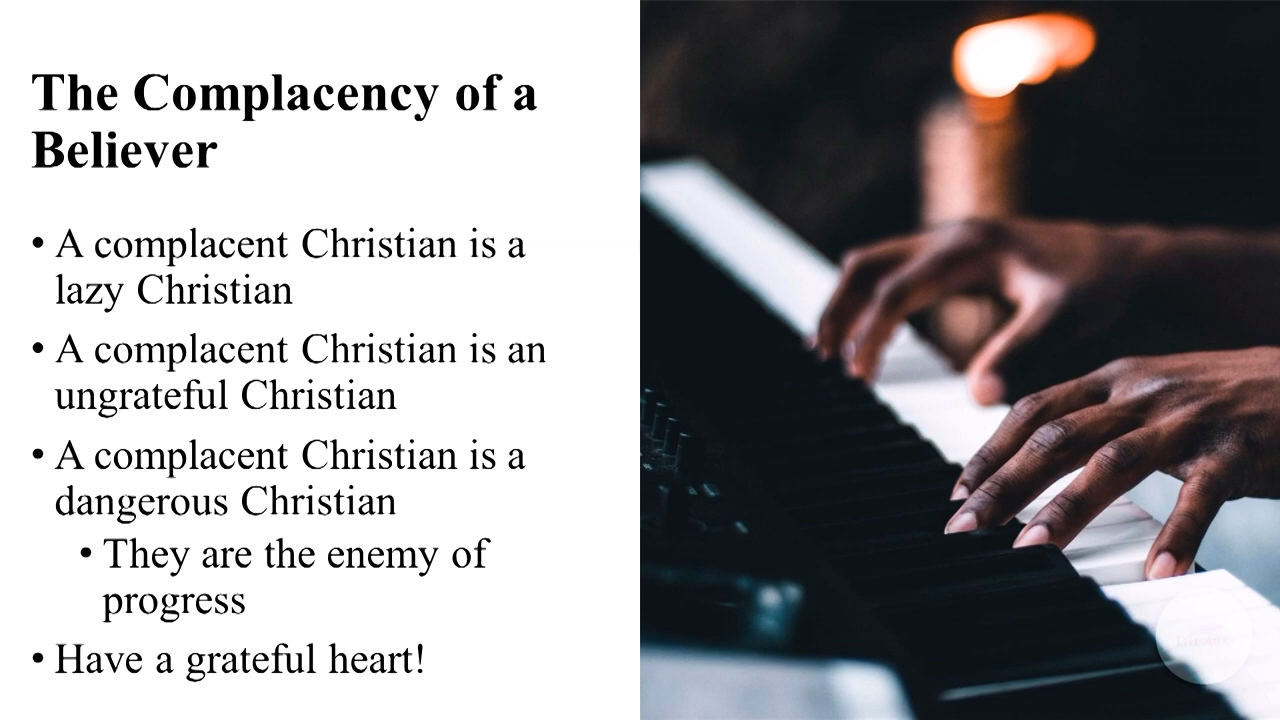 The Complacency of a
Believer
• A complacent Christian is a
lazy Christian
• A complacent Christian is an
ungrateful Christian
• A complacent Christian is a
dangerous Christian
• They are the enemy of
progress
• Have a grateful heart!